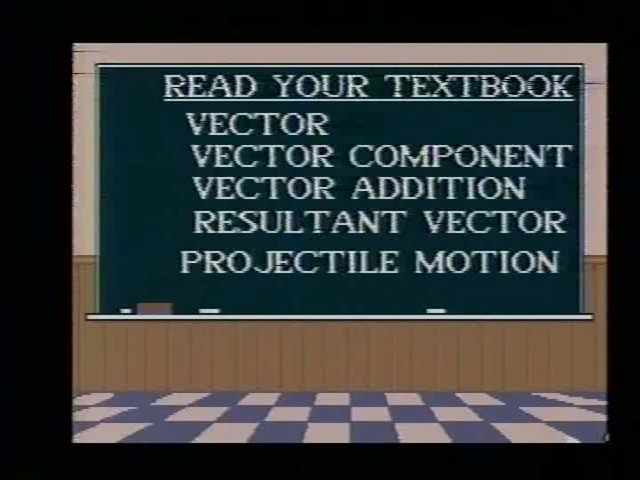 READ YOUR TEXTBOOK
VECTOR
VECTOR COMPONENT
VECTOR ADDITION
RESULTANT VECTOR
PROJECTILE MOTION